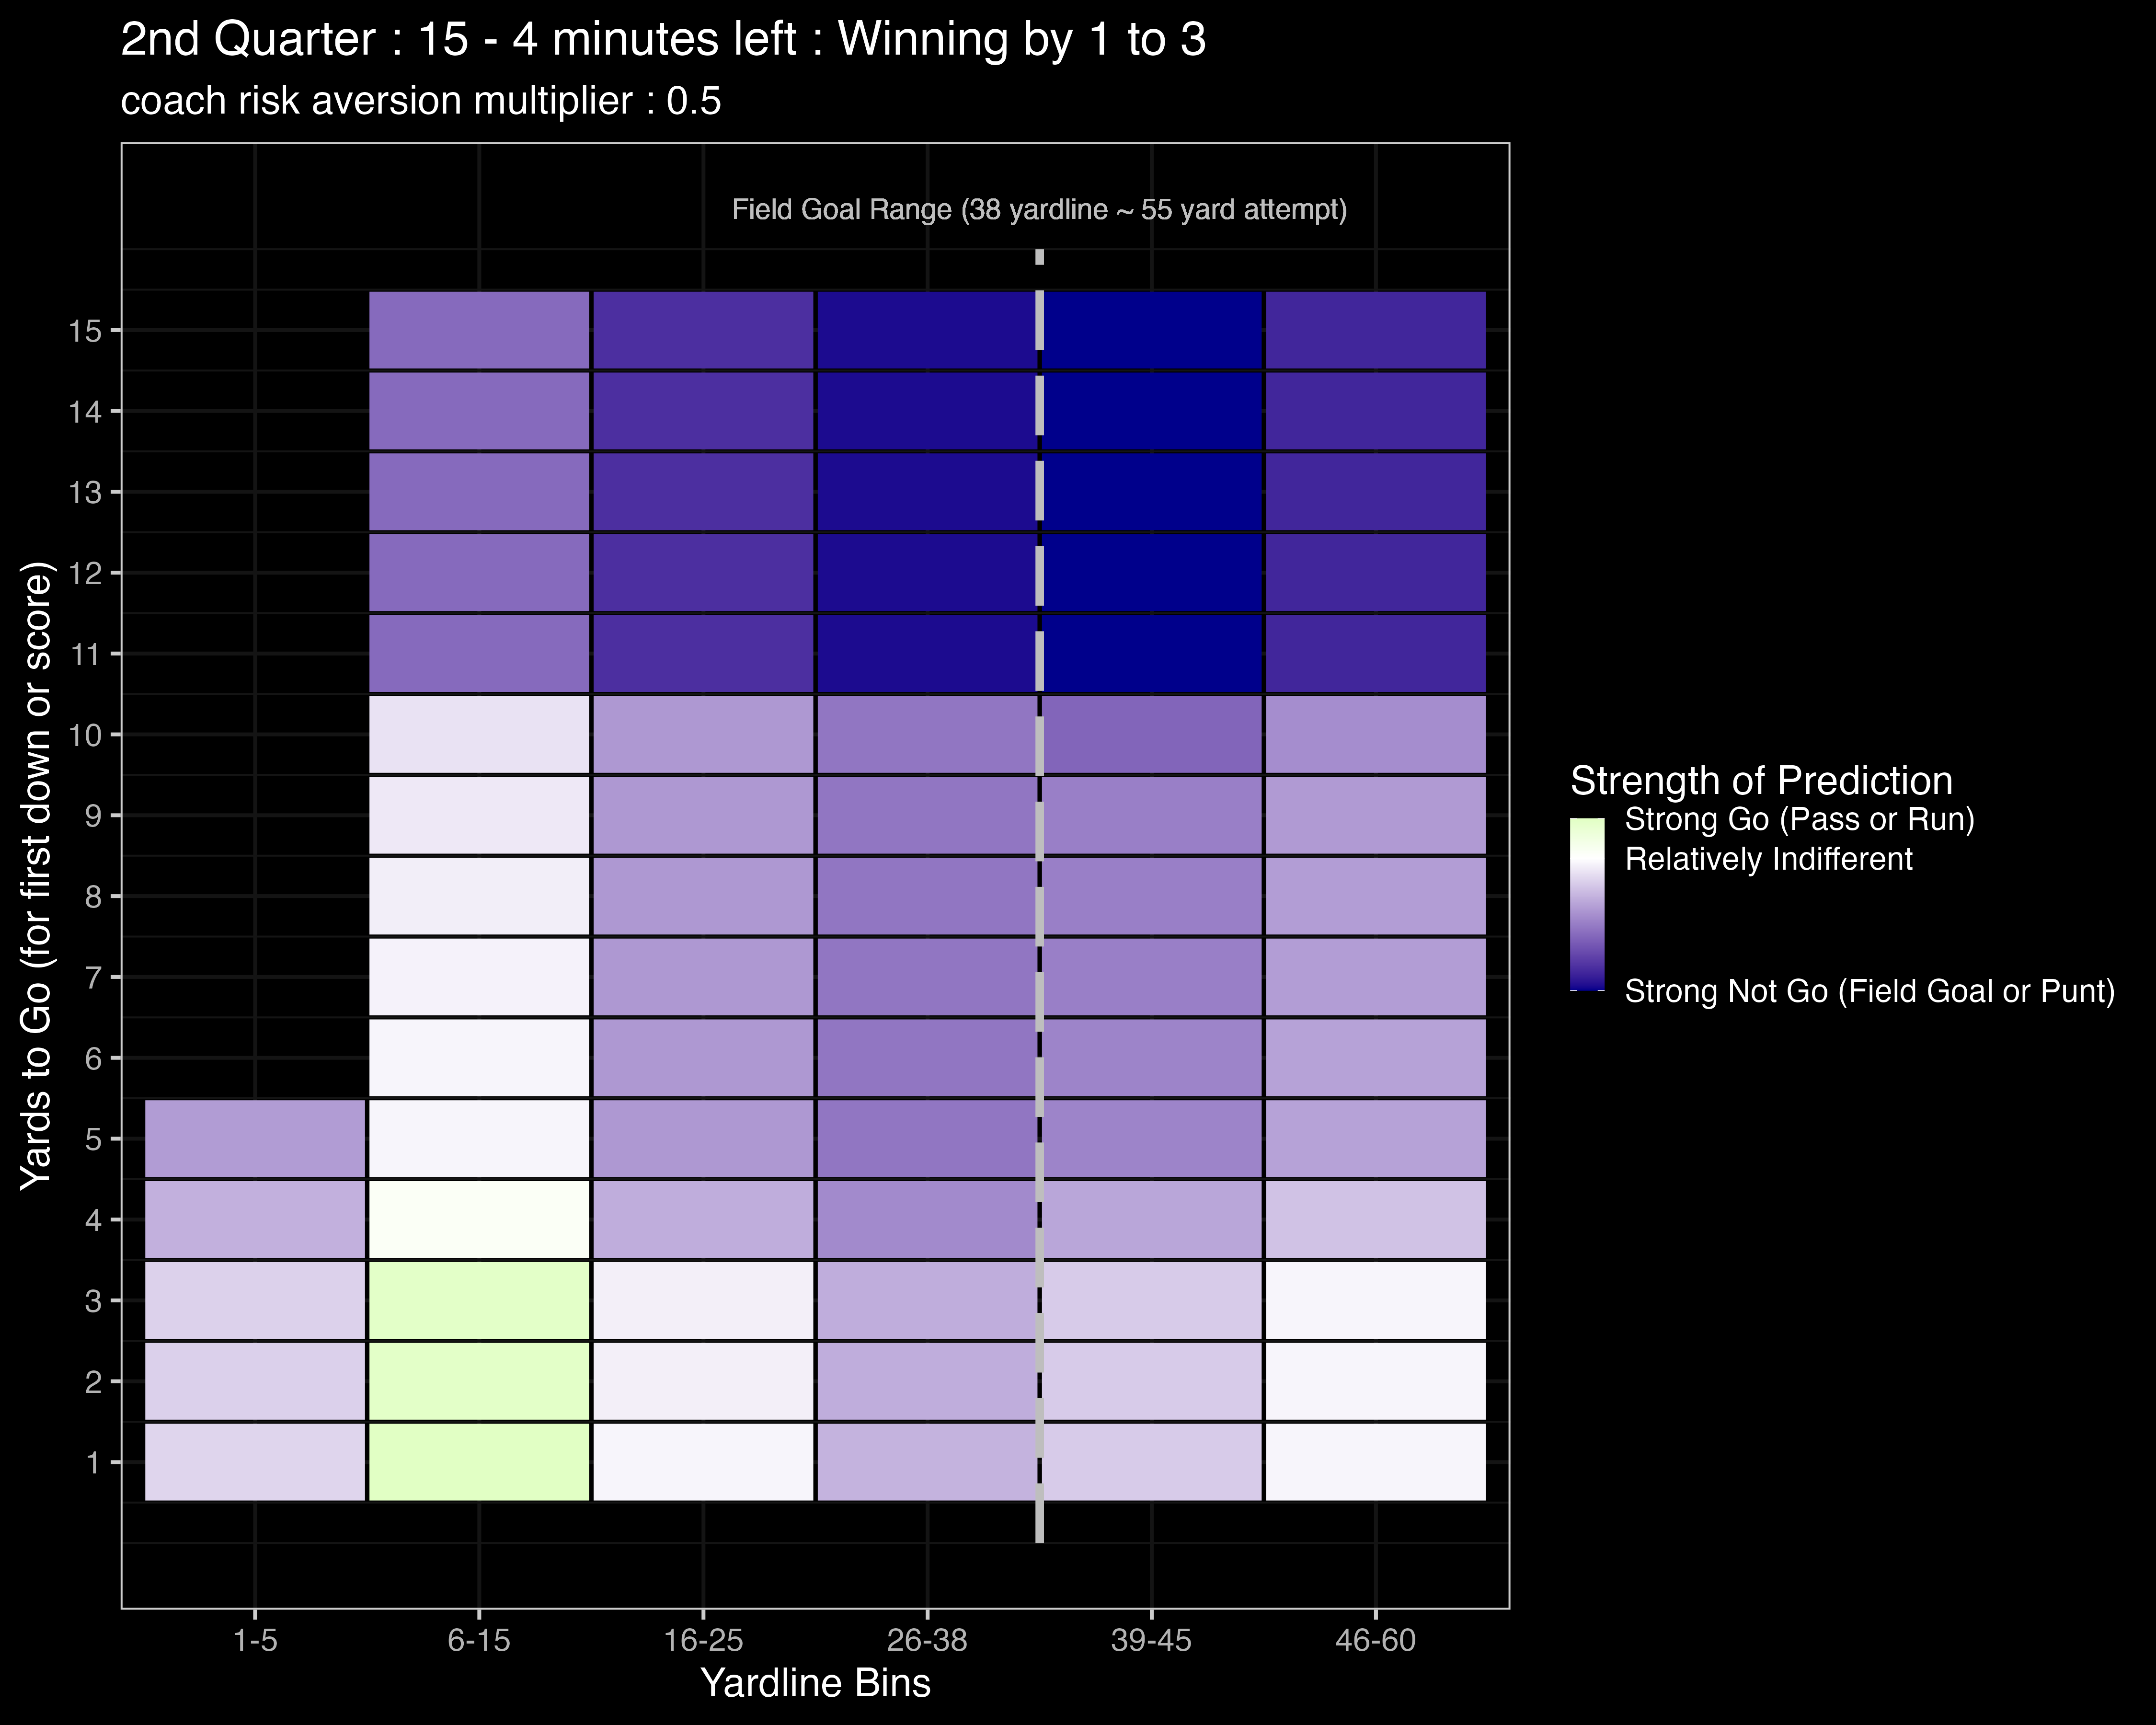 2nd Quarter : 15 - 4 minutes left : Winning by 1 to 3
coach risk aversion multiplier : 0.5
Field Goal Range (38 yardline ~ 55 yard attempt)
Yards to Go (for first down or score)
15
14
13
12
11
10
9
8
7
6
5
4
3
2
1
1-5
6-15
16-25
26-38
39-45
46-60
Yardline Bins
Strength of Prediction
Strong Go (Pass or Run)
Relatively Indifferent
Strong Not Go (Field Goal or Punt)